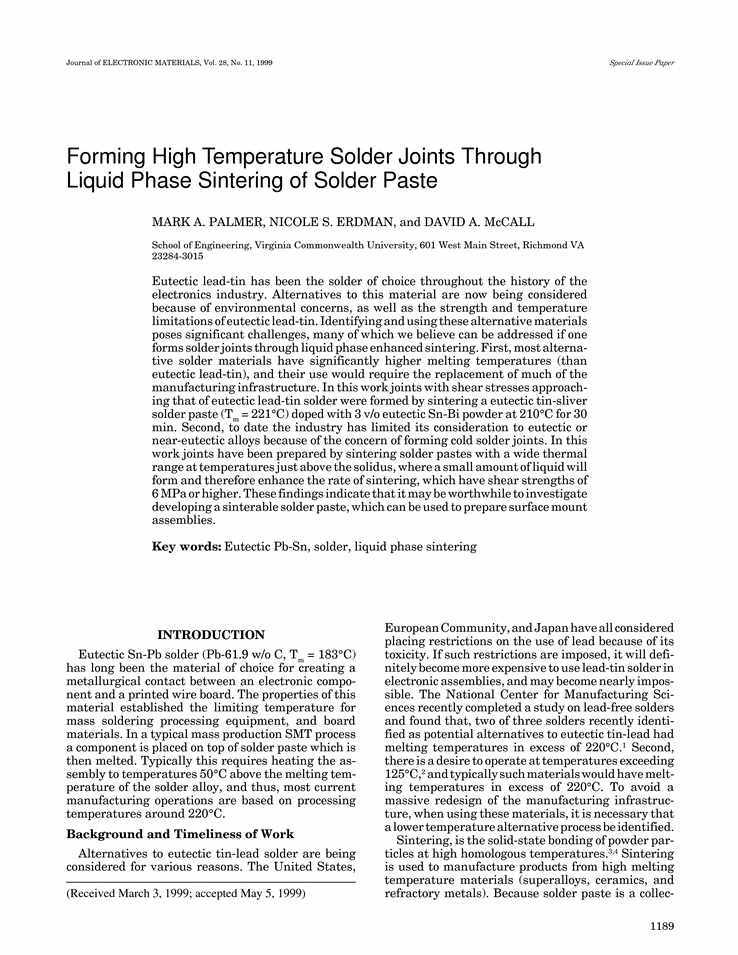 Journal of ELECTRONIC MATERIALS, Vol. 28, No. 11, 1999
Special Issue Paper
Forming High Temperature Solder Joints Through
Liquid Phase Sintering of Solder Paste
MARK A. PALMER, NICOLE S. ERDMAN, and DAVID A. McCALL
School of Engineering, Virginia Commonwealth University, 601 West Main Street, Richmond VA
23284-3015
Eutectic lead-tin has been the solder of choice throughout the history of the
electronics industry. Alternatives to this material are now being considered
because of environmental concerns, as well as the strength and temperature
limitations of eutectic lead-tin. Identifying and using these alternative materials
poses significant challenges, many of which we believe can be addressed if one
forms solder joints through liquid phase enhanced sintering. First, most alterna-
tive solder materials have significantly higher melting temperatures (than
eutectic lead-tin), and their use would require the replacement of much of the
manufacturing infrastructure. In this work joints with shear stresses approach-
ing that of eutectic lead-tin solder were formed by sintering a eutectic tin-sliver
solder paste (Tm = 221°C) doped with 3 v/o eutectic Sn-Bi powder at 210°C for 30
min. Second, to date the industry has limited its consideration to eutectic or
near-eutectic alloys because of the concern of forming cold solder joints. In this
work joints have been prepared by sintering solder pastes with a wide thermal
range at temperatures just above the solidus, where a small amount of liquid will
form and therefore enhance the rate of sintering, which have shear strengths of
6 MPa or higher. These findings indicate that it may be worthwhile to investigate
developing a sinterable solder paste, which can be used to prepare surface mount
assemblies.
Key words: Eutectic Pb-Sn, solder, liquid phase sintering
INTRODUCTION
Eutectic Sn-Pb solder (Pb-61.9 w/o C, Tm = 183°C)
has long been the material of choice for creating a
metallurgical contact between an electronic compo-
nent and a printed wire board. The properties of this
material established the limiting temperature for
mass soldering processing equipment, and board
materials. In a typical mass production SMT process
a component is placed on top of solder paste which is
then melted. Typically this requires heating the as-
sembly to temperatures 50°C above the melting tem-
perature of the solder alloy, and thus, most current
manufacturing operations are based on processing
temperatures around 220°C.
Background and Timeliness of Work
Alternatives to eutectic tin-lead solder are being
considered for various reasons. The United States,
(Received March 3, 1999; accepted May 5, 1999)
European Community, and Japan have all considered
placing restrictions on the use of lead because of its
toxicity. If such restrictions are imposed, it will defi-
nitely become more expensive to use lead-tin solder in
electronic assemblies, and may become nearly impos-
sible. The National Center for Manufacturing Sci-
ences recently completed a study on lead-free solders
and found that, two of three solders recently identi-
fied as potential alternatives to eutectic tin-lead had
melting temperatures in excess of 220°C.1 Second,
there is a desire to operate at temperatures exceeding
125°C,2 and typically such materials would have melt-
ing temperatures in excess of 220°C. To avoid a
massive redesign of the manufacturing infrastruc-
ture, when using these materials, it is necessary that
a lower temperature alternative process be identified.
Sintering, is the solid-state bonding of powder par-
ticles at high homologous temperatures.3,4 Sintering
is used to manufacture products from high melting
temperature materials (superalloys, ceramics, and
refractory metals). Because solder paste is a collec-
1189